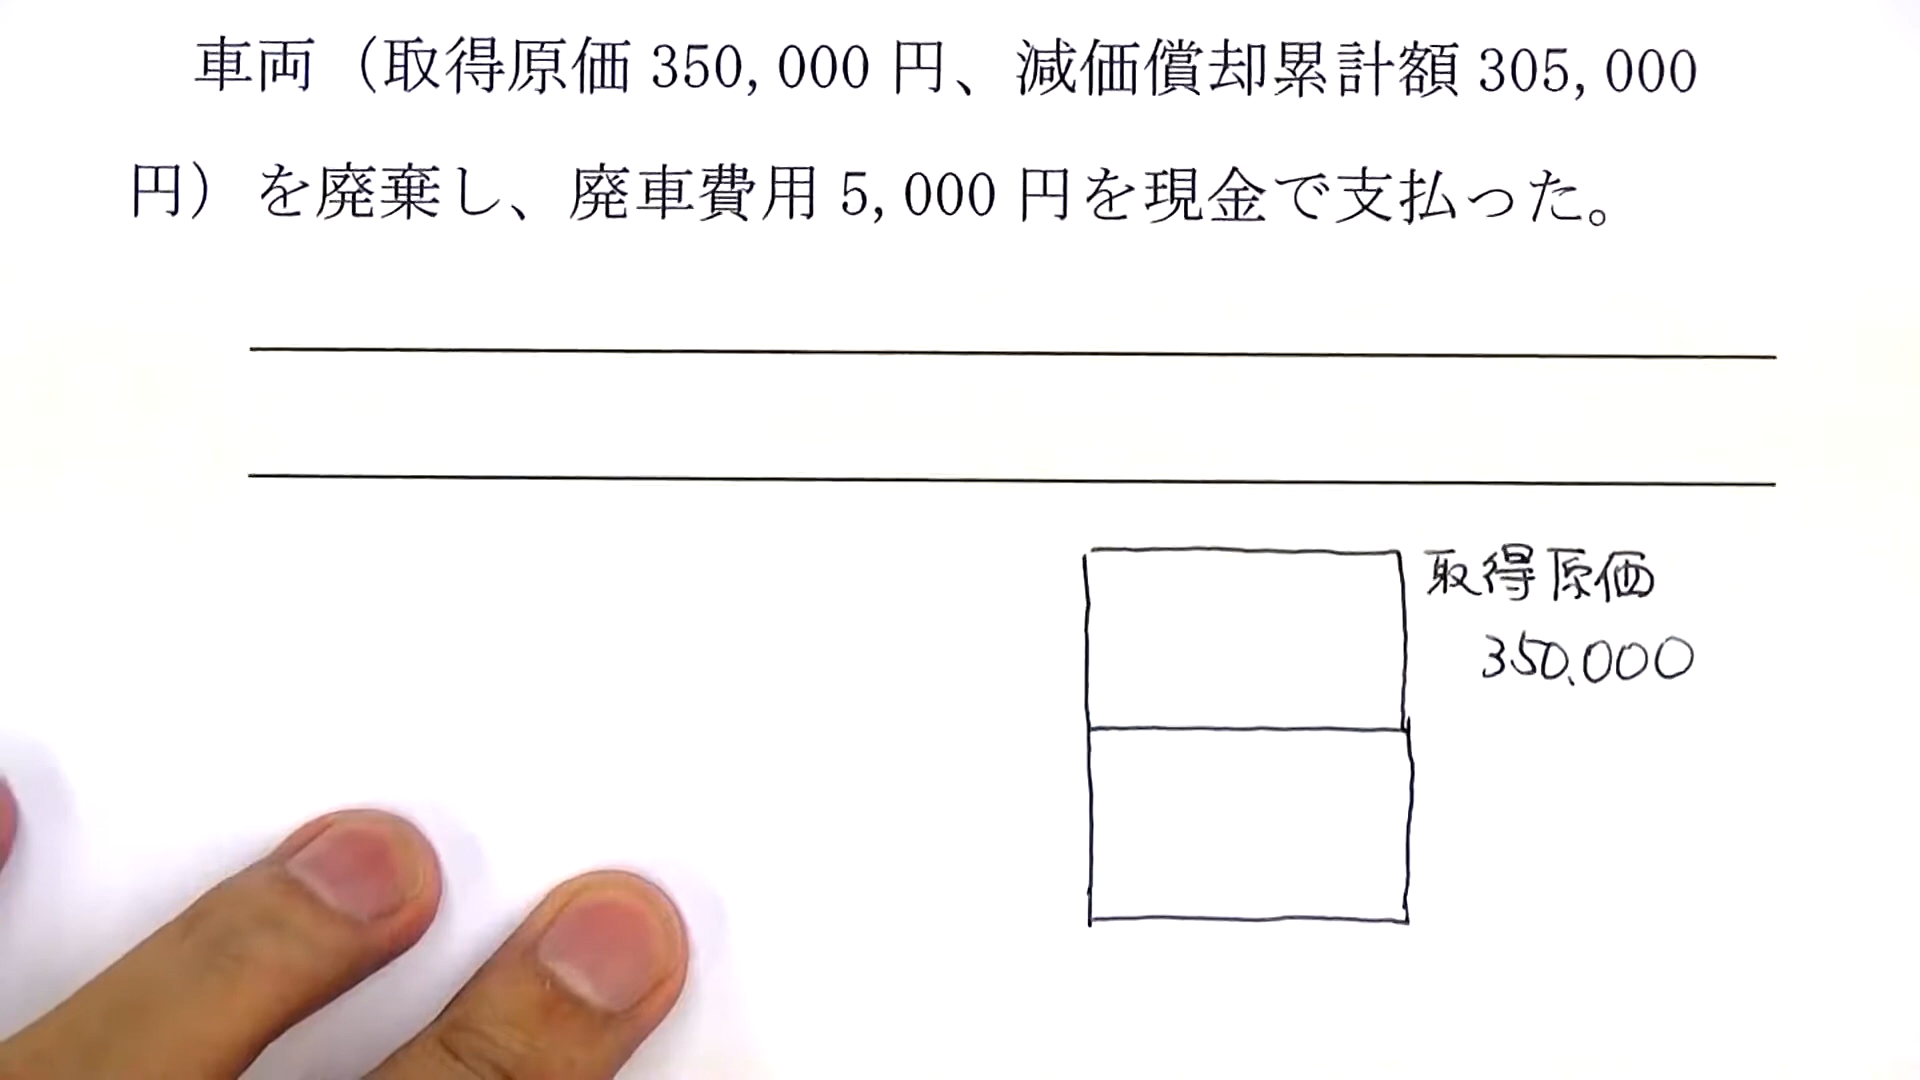 車両（取得原価 350,000 円、減価償却累計額 305,000
円）を廃棄し、廃車費用 5,000 円を現金で支払った。
取得原価
350,000